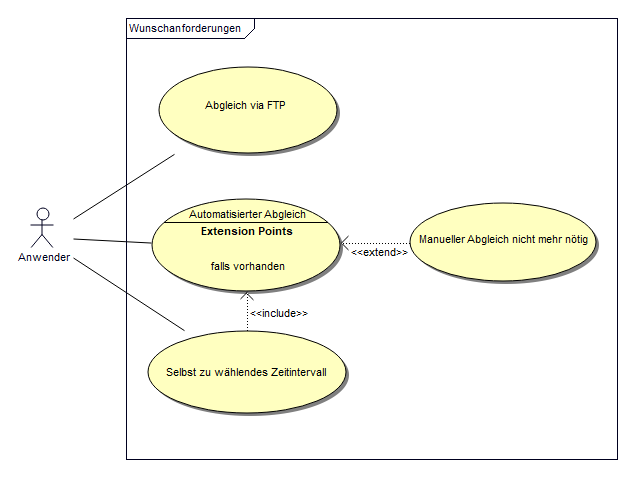 Wunschanforderungen
Abgleich via FTP
Automatisierter Abgleich
Extension Points
falls vorhanden
Manueller Abgleich nicht mehr nötig
<<extend>>
Anwender
<<include>>
Selbst zu wählendes Zeitintervall